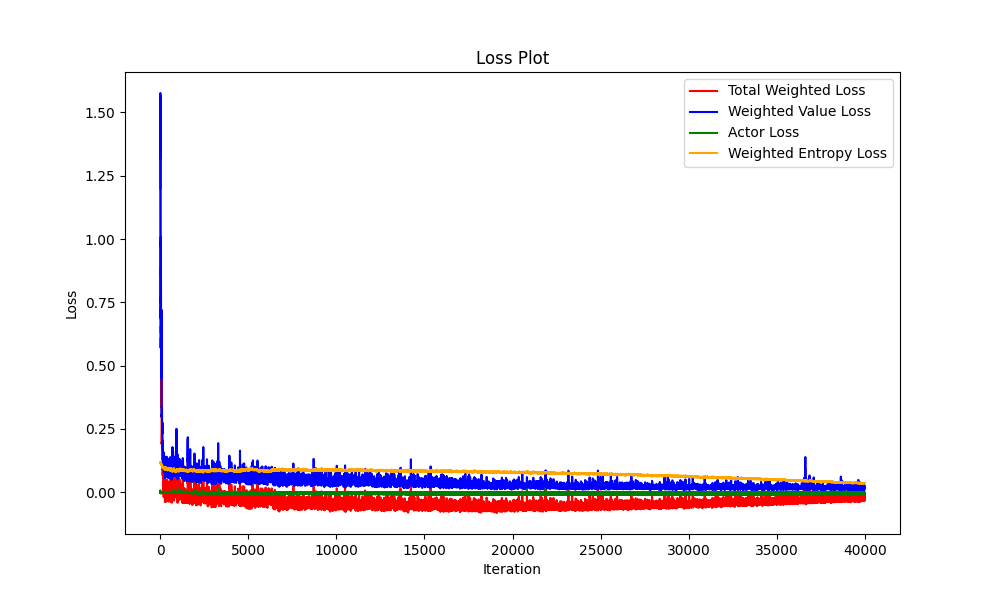 Loss Plot
Total Weighted Loss
Weighted Value Loss
Actor Loss
Weighted Entropy Loss
Loss
1.50
1.25
1.00
0.75
0.50
0.25
0.00
0 5000 10000 15000 20000 25000 30000 35000 40000
Iteration